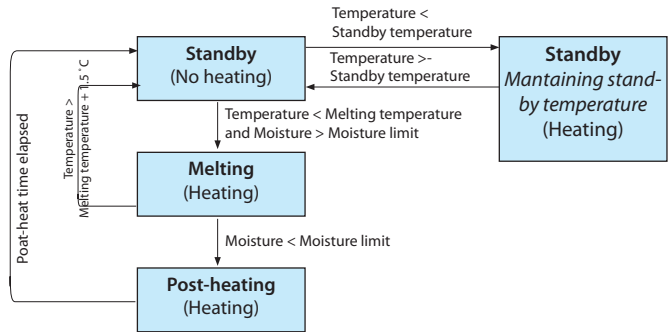 Temperature <
Standby temperature
Standby
(No heating)
Temperature >-
Standby temperature
Standby
Mantaining stand-
by temperature
(Heating)
Temperature < Melting temperature
and Moisture > Moisture limit
Poat-heat time elapsed
Temperature >
Melting temperature + 1.5˚C
Melting
(Heating)
Moisture < Moisture limit
Post-heating
(Heating)